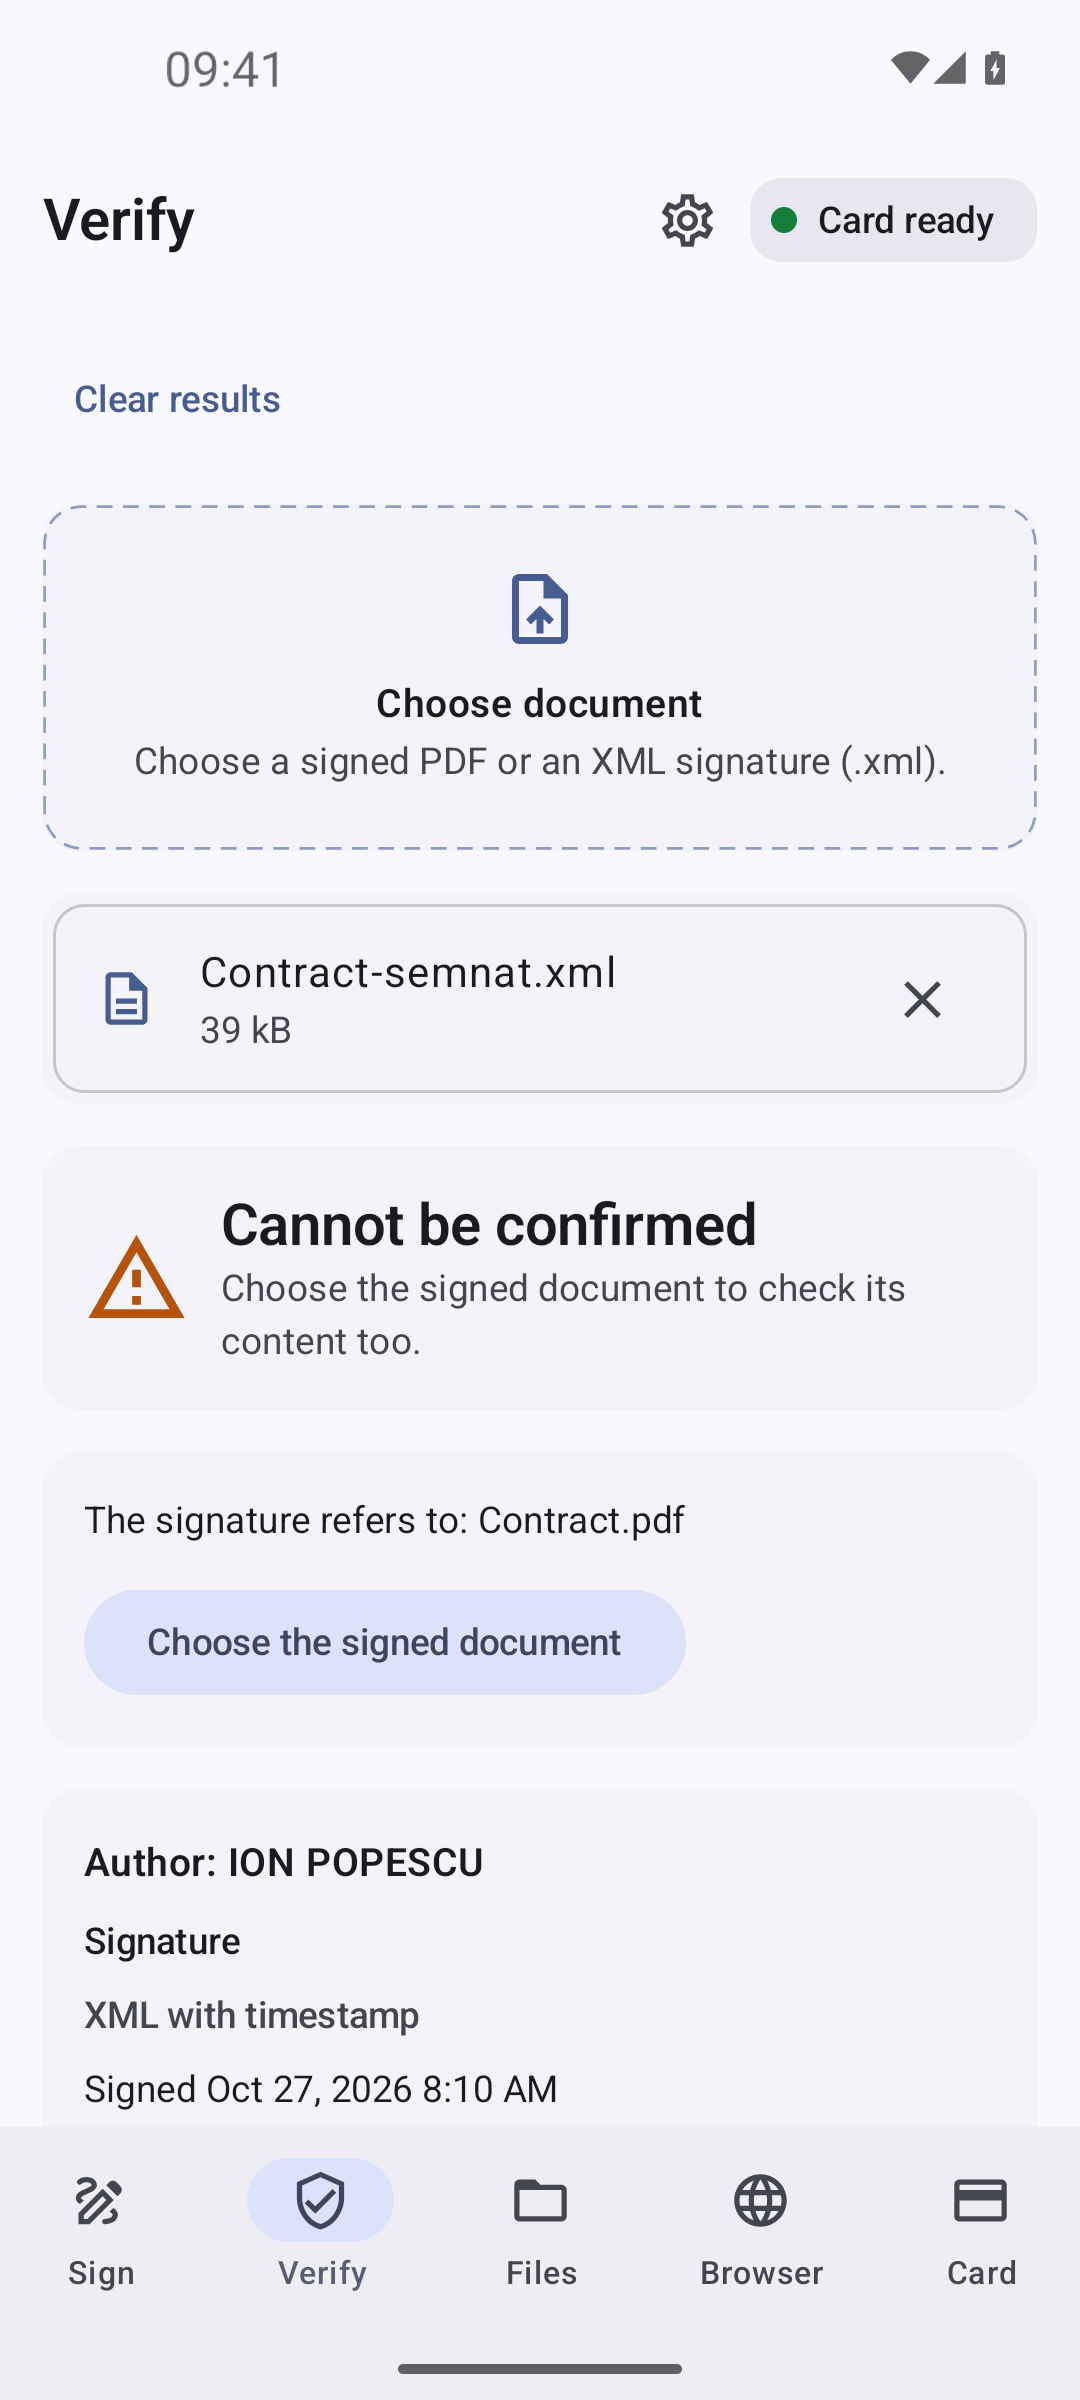 09:41
Verify
Card ready
Clear results
Choose document
Choose a signed PDF or an XML signature (.xml).
Contract-semnat.xml
39 kB
Cannot be confirmed
Choose the signed document to check its
content too.
The signature refers to: Contract.pdf
Choose the signed document
Author: ION POPESCU
Signature
XML with timestamp
Signed Oct 27, 2026 8:10 AM
Sign
Verify
Files
Browser
Card